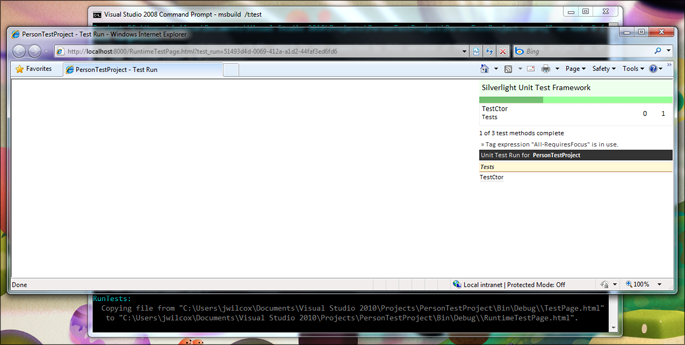 Visual Studio 2008 Command Prompt - msbuild /t:test
PersonTestProject - Test Run - Windows Internet Explorer
http://localhost:8000/RuntimeTestPage.html?test_run=51493d4d-0069-412a-a1d2-44faf3ed6fd6
Bing
Favorites
PersonTestProject - Test Run
Page
Safety
Tools
Silverlight Unit Test Framework
TestCtor
Tests
0 1
1 of 3 test methods complete
» Tag expression "All-RequiresFocus" is in use.
Unit Test Run for PersonTestProject
Tests
TestCtor
Done
Local intranet | Protected Mode: Off
100%
RunTests:
Copying file from "C:\Users\jwilcox\Documents\Visual Studio 2010\Projects\PersonTestProject\Bin\Debug\\TestPage.html"
to "C:\Users\jwilcox\Documents\Visual Studio 2010\Projects\PersonTestProject\Bin\Debug\\RuntimeTestPage.html".